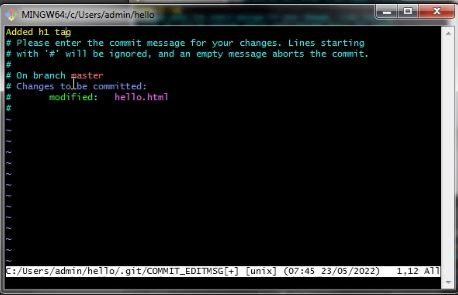 MINGW64:/c/Users/admin/hello
Added h1 tag
# Please enter the commit message for your changes. Lines starting
# with '#' will be ignored, and an empty message aborts the commit.
#
# On branch master
# Changes to be committed:
#       modified:   hello.html
#
~
~
~
~
~
~
~
~
~
~
~
~
C:/Users/admin/hello/.git/COMMIT_EDITMSG[+] [unix] (07:45 23/05/2022)    1,12 All